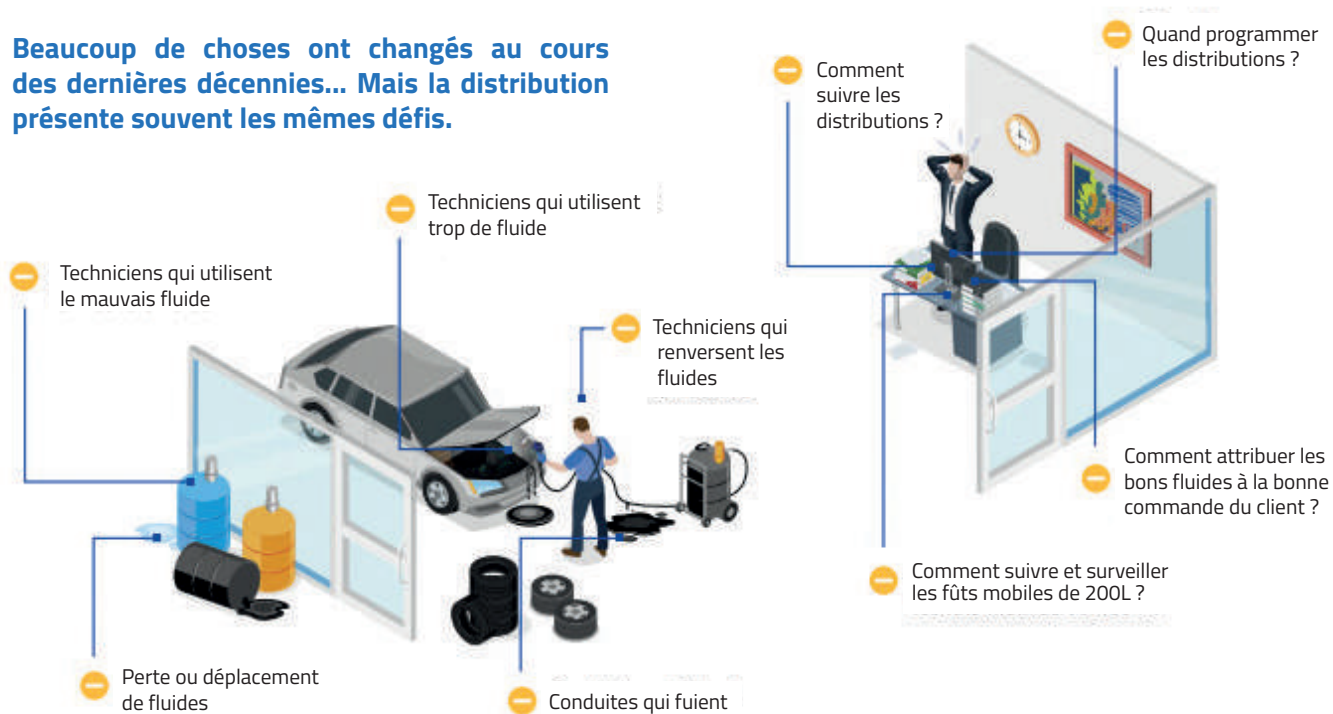 Beaucoup de choses ont changés au cours
des dernières décennies... Mais la distribution
présente souvent les mêmes défis.
Quand programmer
les distributions ?
Comment
suivre les
distributions ?
Techniciens qui utilisent
trop de fluide
Techniciens qui utilisent
le mauvais fluide
Techniciens qui
renversent les
fluides
Comment attribuer les
bons fluides à la bonne
commande du client ?
Comment suivre et surveiller
les fûts mobiles de 200L ?
Perte ou déplacement
de fluides
Conduites qui fuient